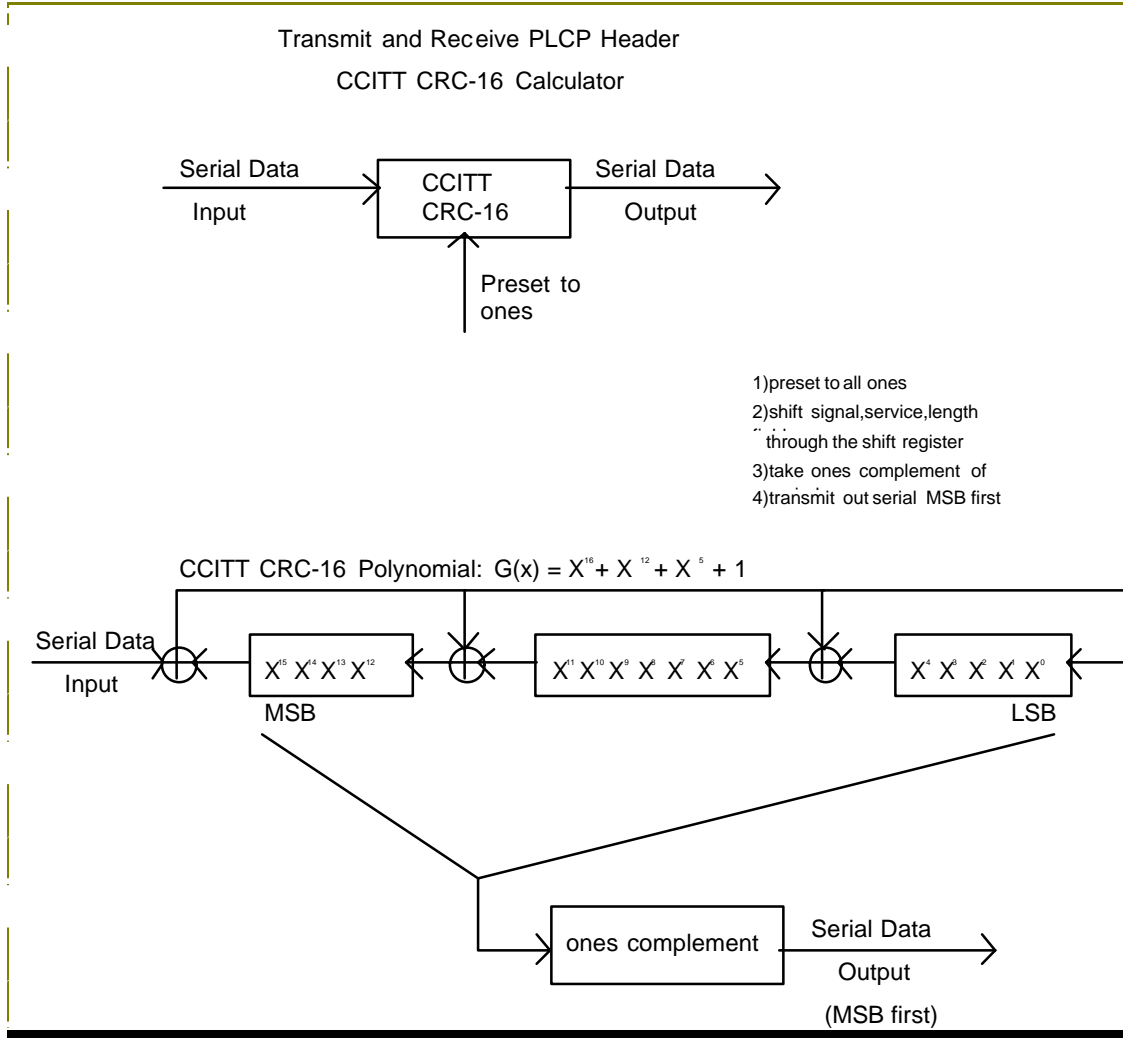 Transmit and Receive PLCP Header
CCITT CRC-16 Calculator
Serial Data
Input
CCITT
CRC-16
Serial Data
Output
Preset to
ones
1)preset to all ones
2)shift signal,service,length
through the shift register
3)take ones complement of
4)transmit out serial MSB first
CCITT CRC-16 Polynomial: G(x) = X¹⁶ + X ¹² + X ⁵ + 1
Serial Data
Input
X¹⁵ X¹⁴ X¹³ X¹²
X¹¹ X¹⁰ X⁹ X⁸ X⁷ X⁶ X⁵
X⁴ X³ X² X¹ X⁰
MSB
LSB
ones complement
Serial Data
Output
(MSB first)